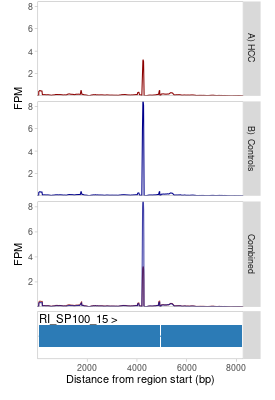 8
6
4
2
A) HCC
FPM
8
6
4
2
B) Controls
8
6
4
2
FPM
Combined
RI_SP100_15 >
2000 4000 6000 8000
Distance from region start (bp)